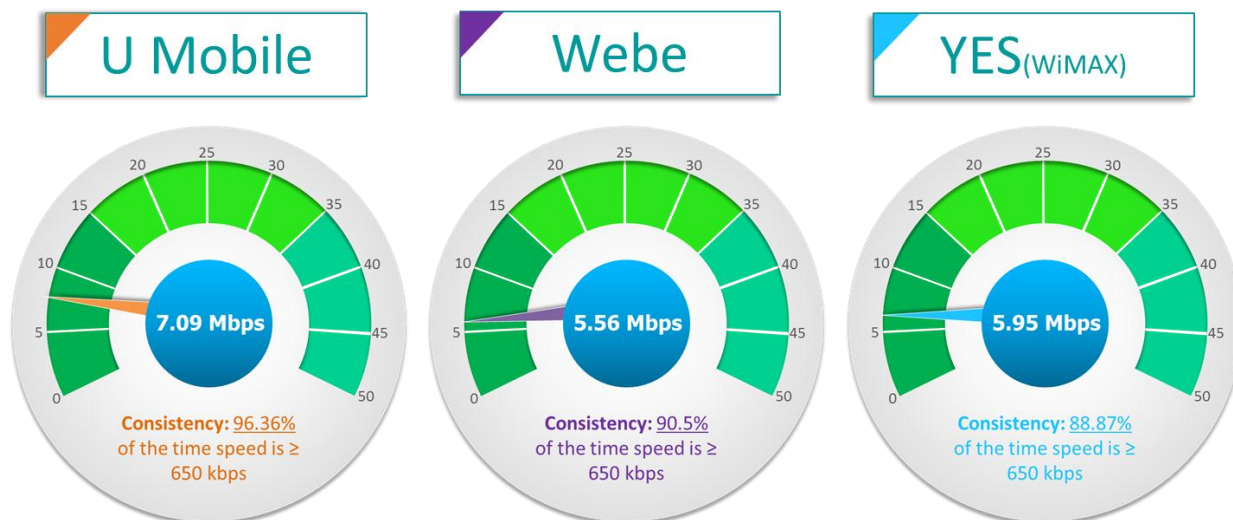 U Mobile
Webe
YES(WiMAX)
0
5
10
15
20
25
30
35
40
45
50
7.09 Mbps
Consistency: 96.36%
of the time speed is ≥
650 kbps
0
5
10
15
20
25
30
35
40
45
50
5.56 Mbps
Consistency: 90.5%
of the time speed is ≥
650 kbps
0
5
10
15
20
25
30
35
40
45
50
5.95 Mbps
Consistency: 88.87%
of the time speed is ≥
650 kbps